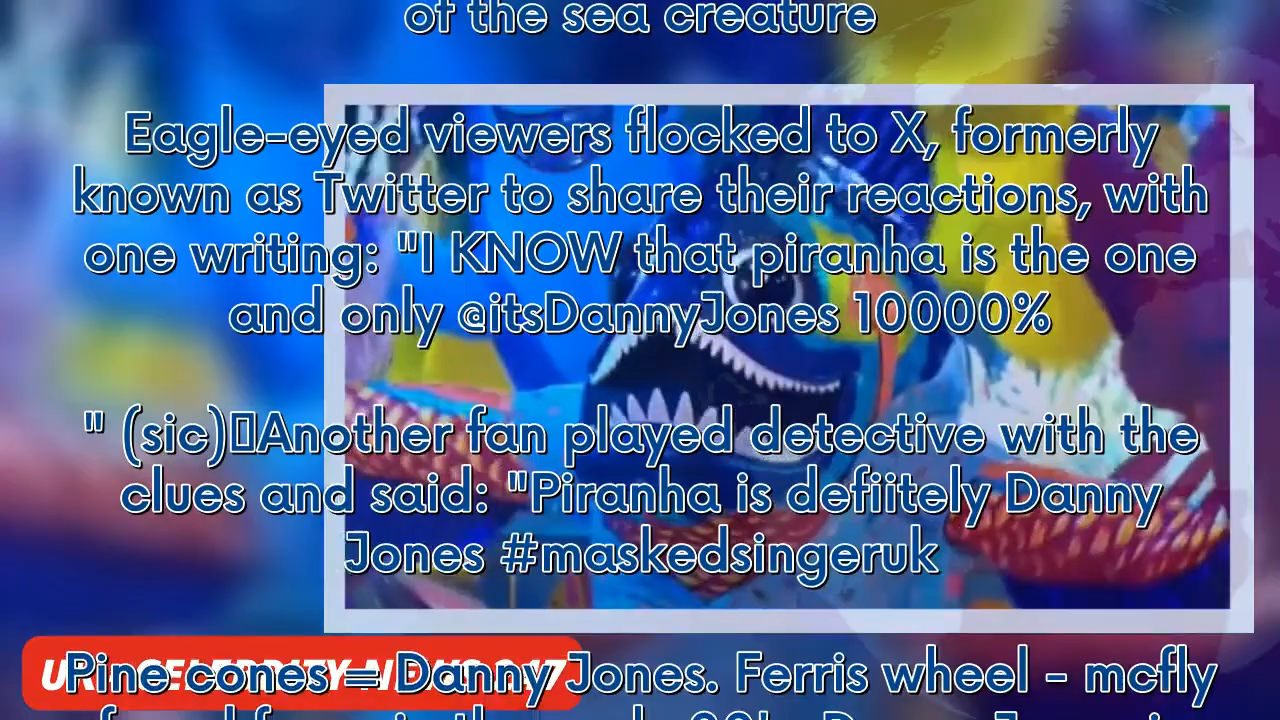 of the sea creature
Eagle-eyed viewers flocked to X, formerly
known as Twitter to share their reactions, with
one writing: "I KNOW that piranha is the one
and only @itsDannyJones 10000%
" (sic)▯Another fan played detective with the
clues and said: "Piranha is defiitely Danny
Jones #maskedsingeruk
Pine cones = Danny Jones. Ferris wheel - mcfly